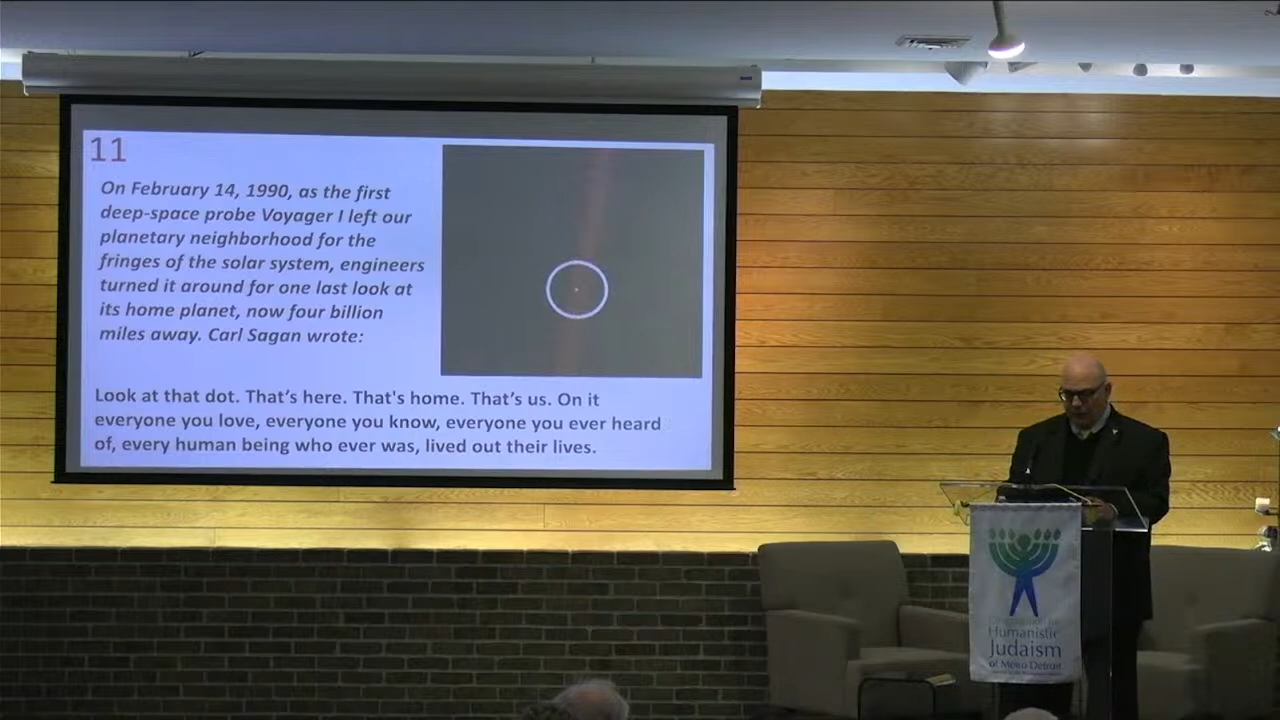 11
On February 14, 1990, as the first
deep-space probe Voyager I left our
planetary neighborhood for the
fringes of the solar system, engineers
turned it around for one last look at
its home planet, now four billion
miles away. Carl Sagan wrote:
Look at that dot. That’s here. That's home. That’s us. On it
everyone you love, everyone you know, everyone you ever heard
of, every human being who ever was, lived out their lives.
Humanistic
Judaism
of Metro Detroit